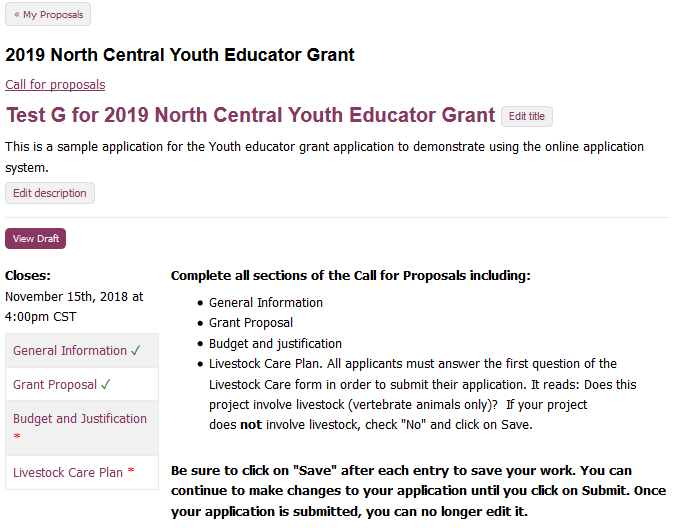 « My Proposals
2019 North Central Youth Educator Grant
Call for proposals
Test G for 2019 North Central Youth Educator Grant Edit title
This is a sample application for the Youth educator grant application to demonstrate using the online application
system.
Edit description
View Draft
Closes:
November 15th, 2018 at
4:00pm CST
General Information ✓
Grant Proposal ✓
Budget and Justification
*
Livestock Care Plan *
Complete all sections of the Call for Proposals including:
• General Information
• Grant Proposal
• Budget and justification
• Livestock Care Plan. All applicants must answer the first question of the
Livestock Care form in order to submit their application. It reads: Does this
project involve livestock (vertebrate animals only)? If your project
does not involve livestock, check "No" and click on Save.
Be sure to click on "Save" after each entry to save your work. You can
continue to make changes to your application until you click on Submit. Once
your application is submitted, you can no longer edit it.